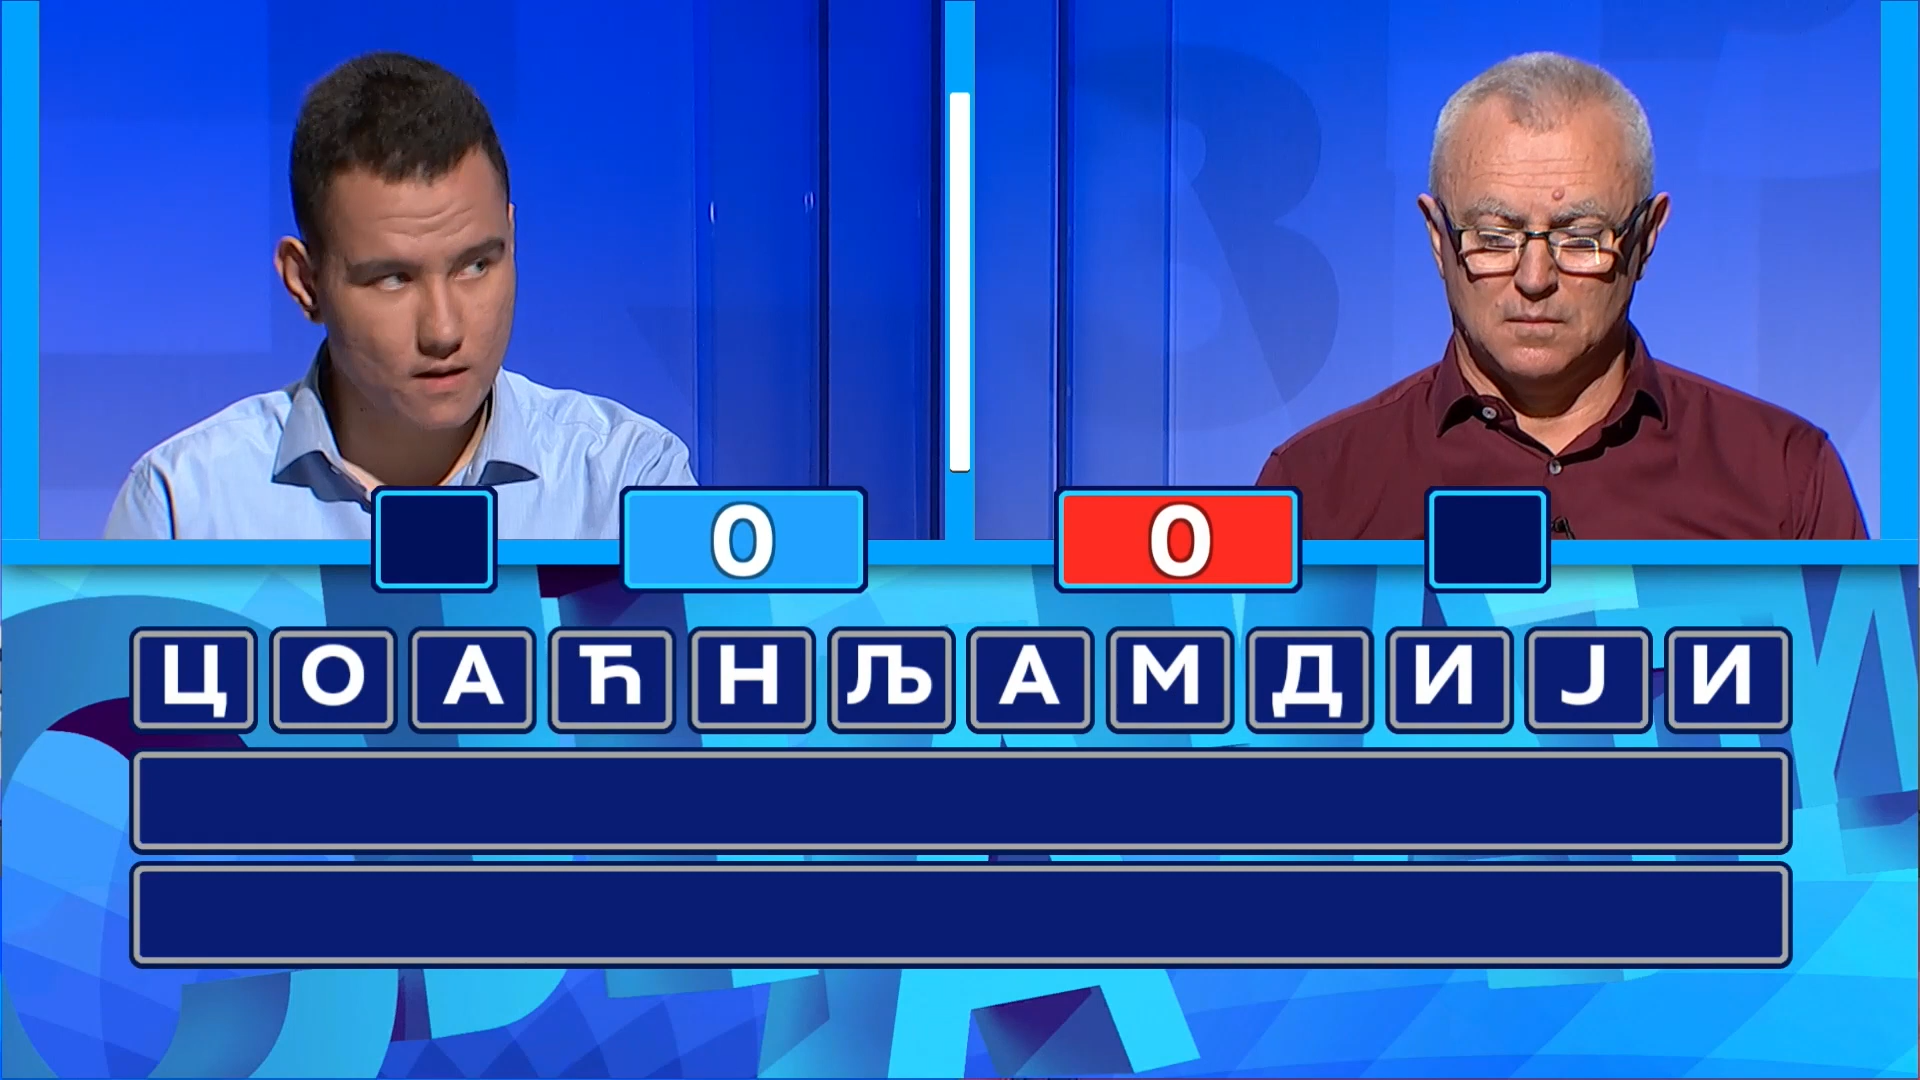 0 0
Ц О А Ћ Н Љ А М Д И Ј И